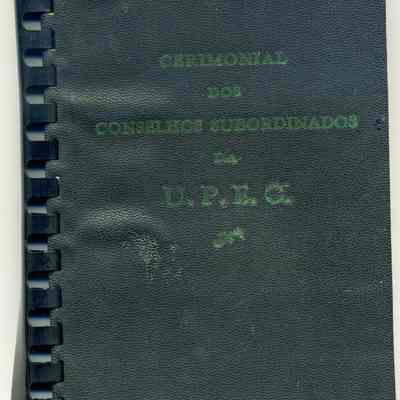 CERIMONIAL
DOS
CONSELHOS SUBORDINADOS
DA
U. P. E. C.